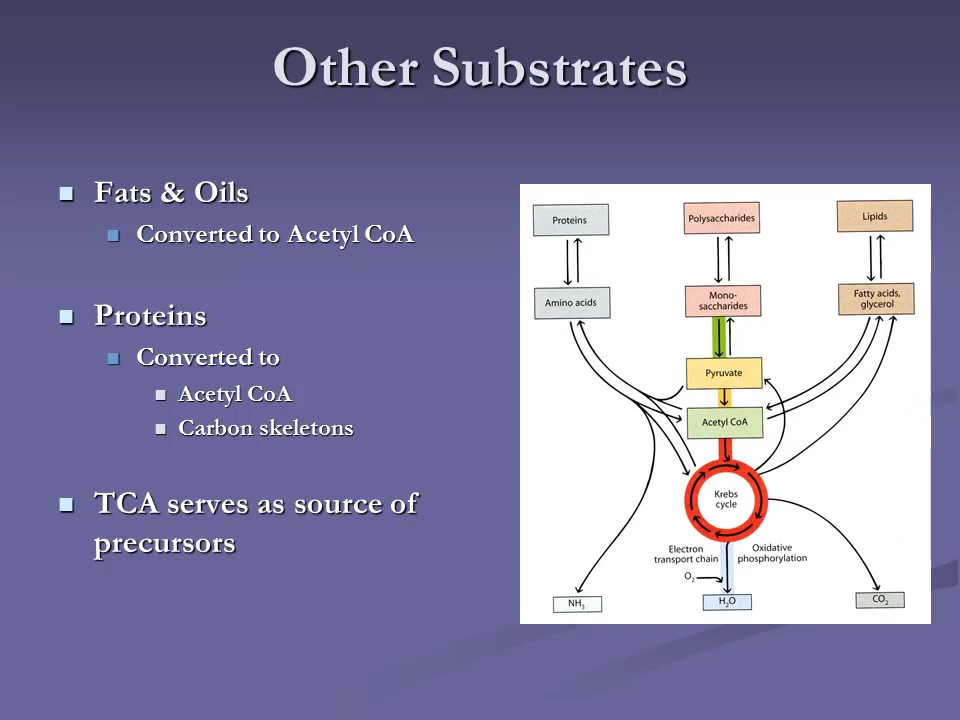 Other Substrates
Fats & Oils
Converted to Acetyl CoA
Proteins
Converted to
Acetyl CoA
Carbon skeletons
TCA serves as source of
precursors
Proteins
Polysaccharides
Lipids
Amino acids
Mono-
saccharides
Fatty acids,
glycerol
Pyruvate
Acetyl CoA
Krebs
cycle
Electron
transport chain
Oxidative
phosphorylation
O₂
NH₃
H₂O
CO₂